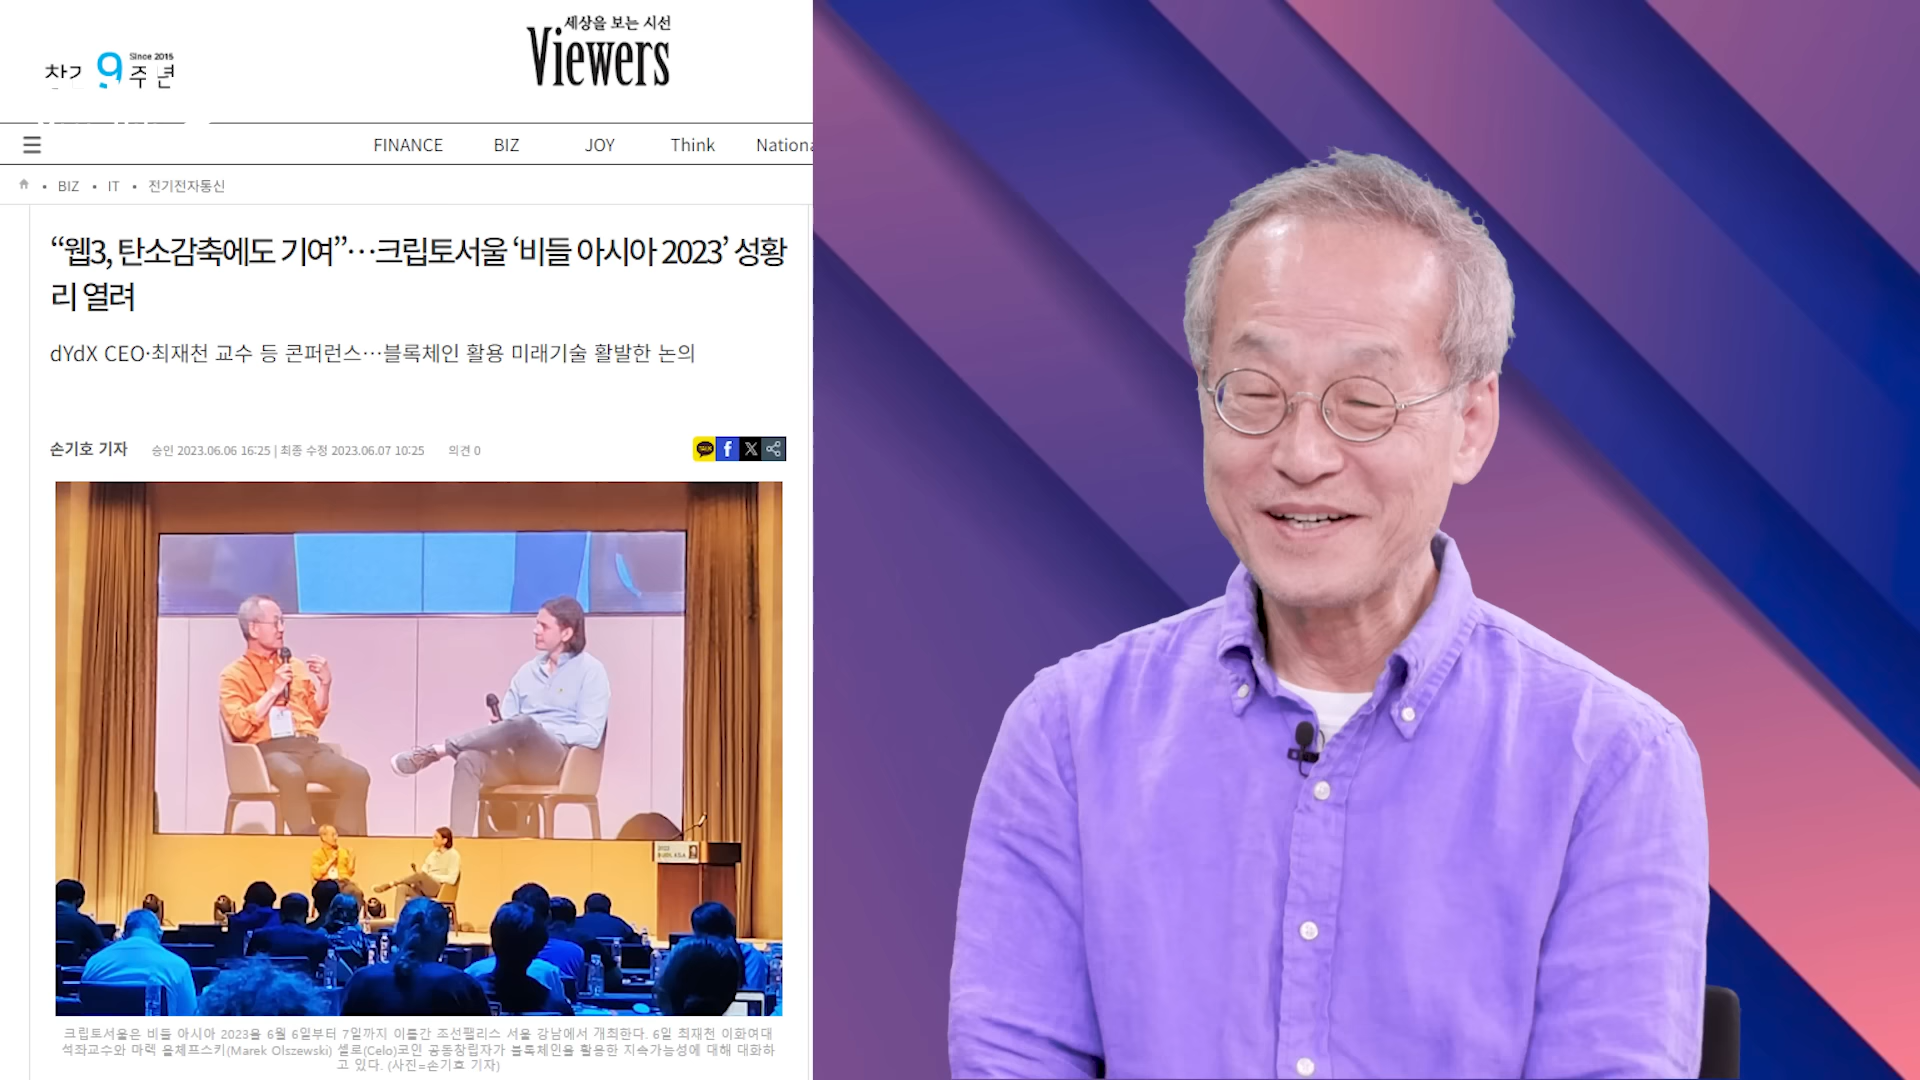 세상을 보는 시선
Viewers
Since 2015
9
FINANCE BIZ JOY Think
BIZ IT 전기전자통신
“웹3, 탄소감축에도 기여”…크립토서울 ‘비들 아시아 2023’ 성황
리 열려
dYdX CEO·최재천 교수 등 콘퍼런스…블록체인 활용 미래기술 활발한 논의
손기호 기자 승인 2023.06.06 16:25 | 최종 수정 2023.06.07 10:25 의견 0
TALK
크립토서울은 비들 아시아 2023을 6월 6일부터 7일까지 이틀간 조선팰리스 서울 강남에서 개최한다. 6일 최재천 이화여대
석좌교수와 마렉 올체프스키(Marek Olszewski) 셀로(Celo)코인 공동창립자가 블록체인을 활용한 지속가능성에 대해 대화하
고 있다. (사진=손기호 기자)